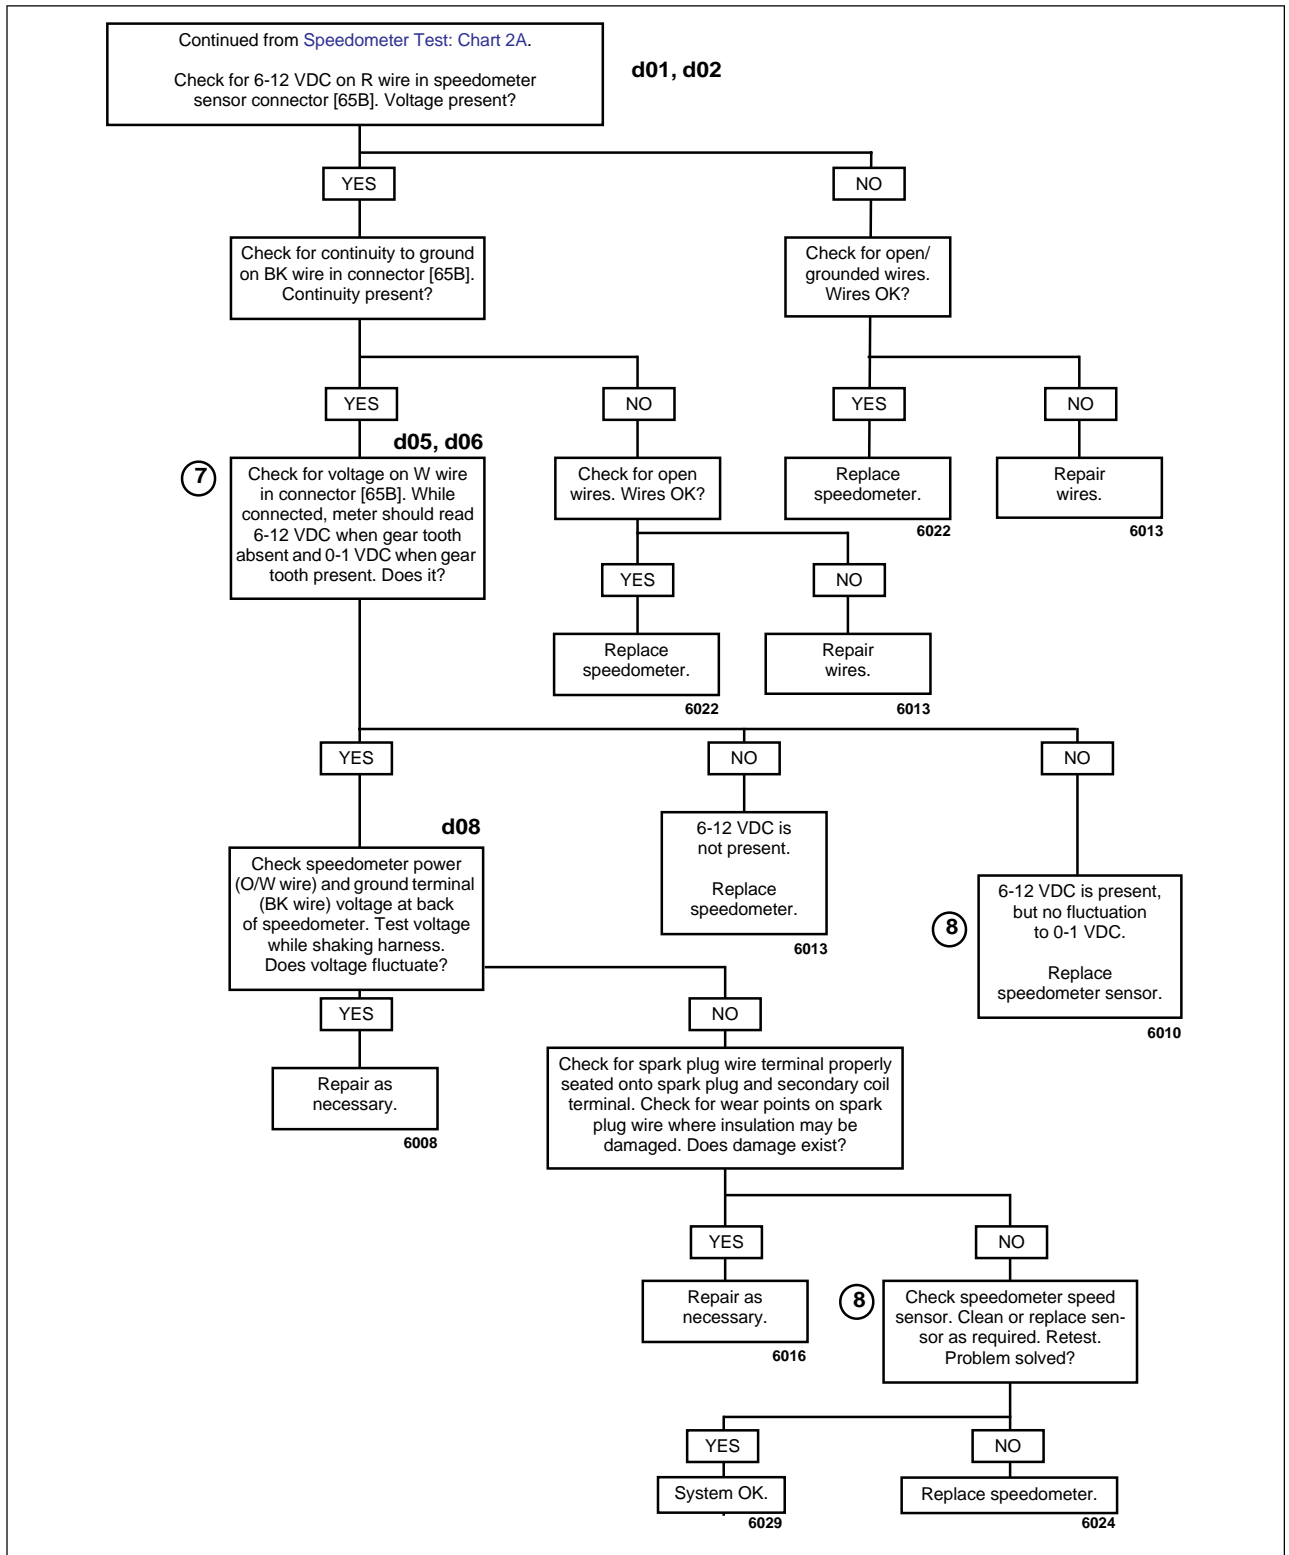 Continued from Speedometer Test: Chart 2A.
Check for 6-12 VDC on R wire in speedometer
sensor connector [65B]. Voltage present?
d01, d02
YES
NO
Check for continuity to ground
on BK wire in connector [65B].
Continuity present?
Check for open/
grounded wires.
Wires OK?
YES
NO
YES
NO
d05, d06
7
Check for voltage on W wire
in connector [65B]. While
connected, meter should read
6-12 VDC when gear tooth
absent and 0-1 VDC when gear
tooth present. Does it?
Check for open
wires. Wires OK?
Replace
speedometer.
6022
Repair
wires.
6013
YES
NO
Replace
speedometer.
6022
Repair
wires.
6013
YES
NO
NO
d08
Check speedometer power
(O/W wire) and ground terminal
(BK wire) voltage at back
of speedometer. Test voltage
while shaking harness.
Does voltage fluctuate?
6-12 VDC is
not present.
Replace
speedometer.
6013
8
6-12 VDC is present,
but no fluctuation
to 0-1 VDC.
Replace
speedometer sensor.
6010
YES
NO
Repair as
necessary.
6008
Check for spark plug wire terminal properly
seated onto spark plug and secondary coil
terminal. Check for wear points on spark
plug wire where insulation may be
damaged. Does damage exist?
YES
NO
Repair as
necessary.
6016
8
Check speedometer speed
sensor. Clean or replace sen-
sor as required. Retest.
Problem solved?
YES
NO
System OK.
6029
Replace speedometer.
6024